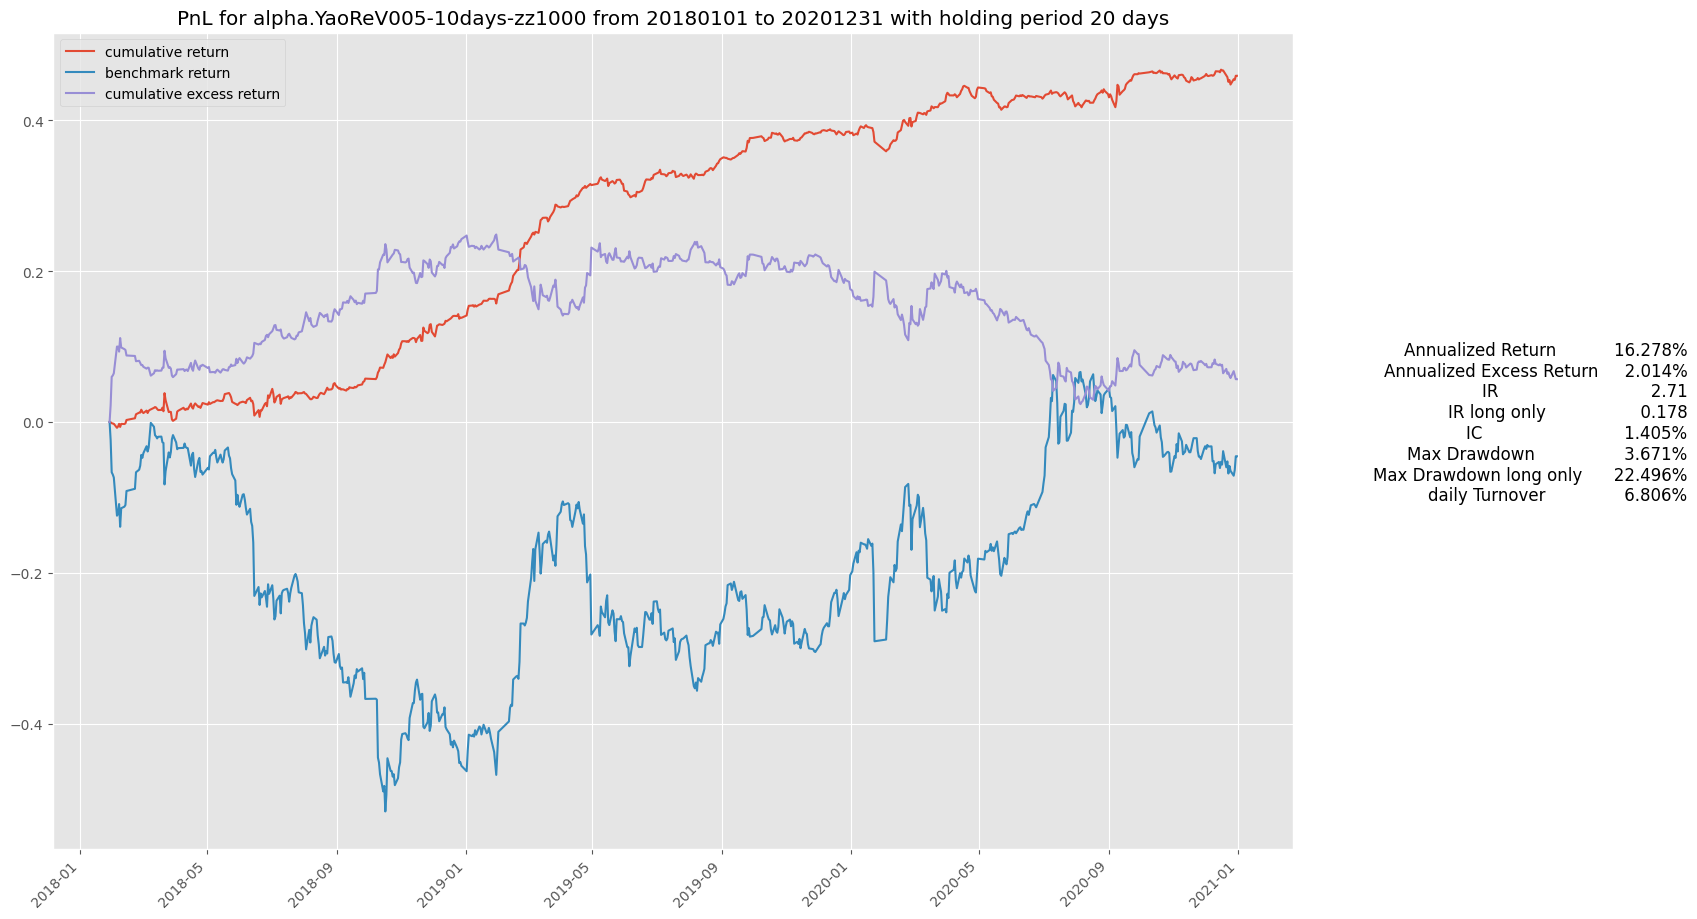 PnL for alpha.YaoReV005-10days-zz1000 from 20180101 to 20201231 with holding period 20 days
cumulative return
benchmark return
cumulative excess return
0.4
0.2
0.0
−0.2
−0.4
2018-01
2018-05
2018-09
2019-01
2019-05
2019-09
2020-01
2020-05
2020-09
2021-01
Annualized Return 16.278%
Annualized Excess Return 2.014%
IR 2.71
IR long only 0.178
IC 1.405%
Max Drawdown 3.671%
Max Drawdown long only 22.496%
daily Turnover 6.806%